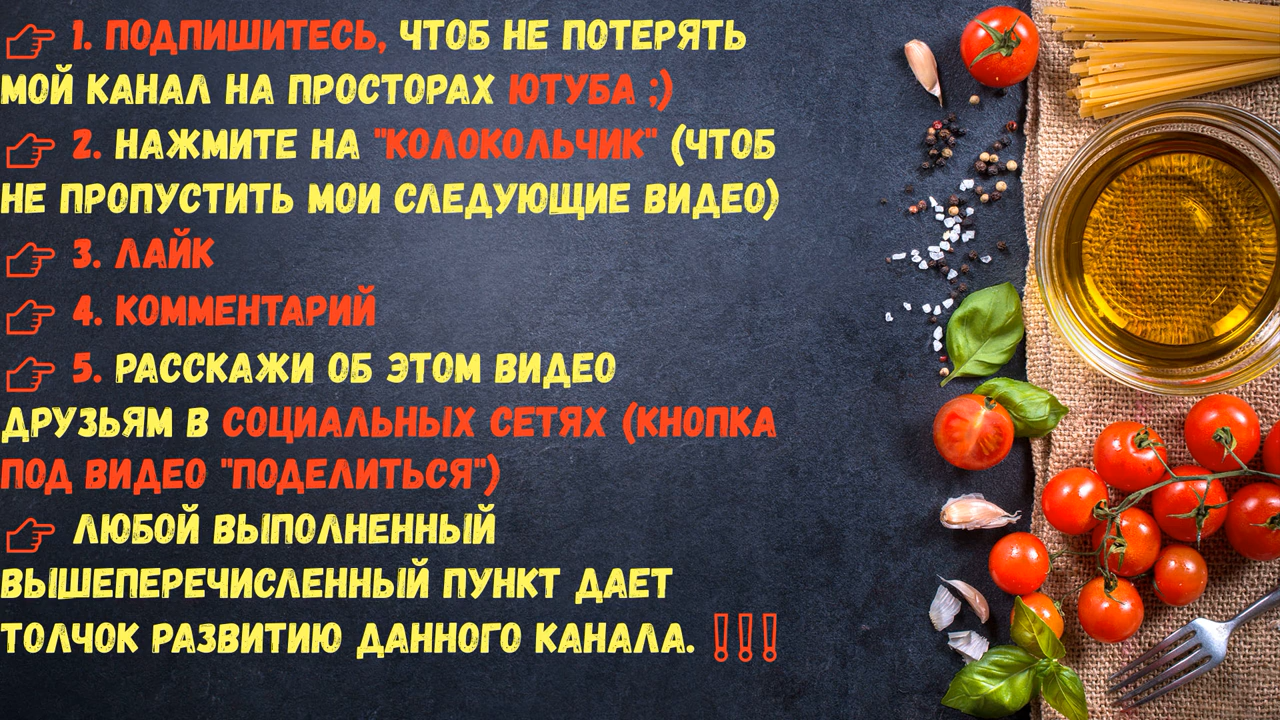 👉 1. ПОДПИШИТЕСЬ, ЧТОБ НЕ ПОТЕРЯТЬ
МОЙ КАНАЛ НА ПРОСТОРАХ ЮТУБА ;)
👉 2. НАЖМИТЕ НА "КОЛОКОЛЬЧИК" (ЧТОБ
НЕ ПРОПУСТИТЬ МОИ СЛЕДУЮЩИЕ ВИДЕО)
👉 3. ЛАЙК
👉 4. КОММЕНТАРИЙ
👉 5. РАССКАЖИ ОБ ЭТОМ ВИДЕО
ДРУЗЬЯМ В СОЦИАЛЬНЫХ СЕТЯХ (КНОПКА
ПОД ВИДЕО "ПОДЕЛИТЬСЯ")
👉 ЛЮБОЙ ВЫПОЛНЕННЫЙ
ВЫШЕПЕРЕЧИСЛЕННЫЙ ПУНКТ ДАЕТ
ТОЛЧОК РАЗВИТИЮ ДАННОГО КАНАЛА. !!!